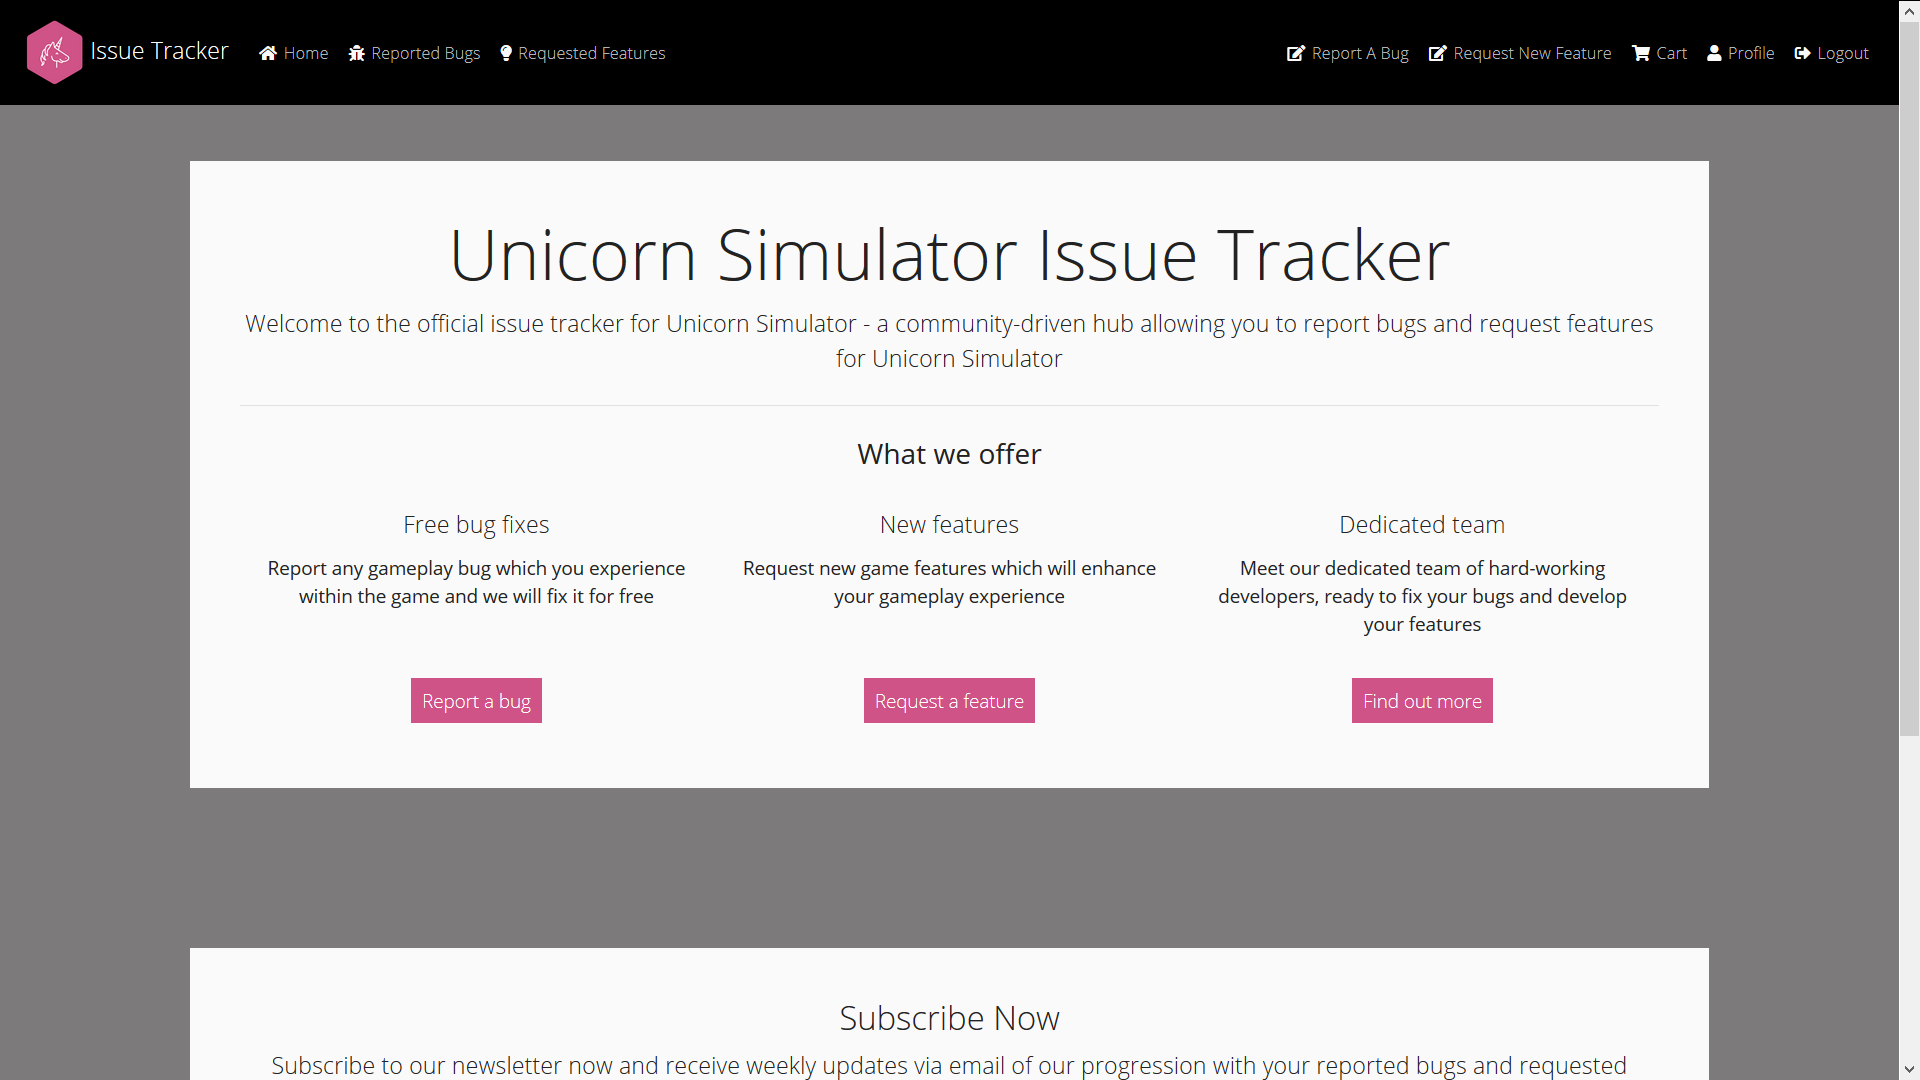 Issue Tracker Home Reported Bugs Requested Features Report A Bug Request New Feature Cart Profile Logout
Unicorn Simulator Issue Tracker
Welcome to the official issue tracker for Unicorn Simulator - a community-driven hub allowing you to report bugs and request features
for Unicorn Simulator
What we offer
Free bug fixes
Report any gameplay bug which you experience
within the game and we will fix it for free
Report a bug
New features
Request new game features which will enhance
your gameplay experience
Request a feature
Dedicated team
Meet our dedicated team of hard-working
developers, ready to fix your bugs and develop
your features
Find out more
Subscribe Now
Subscribe to our newsletter now and receive weekly updates via email of our progression with your reported bugs and requested